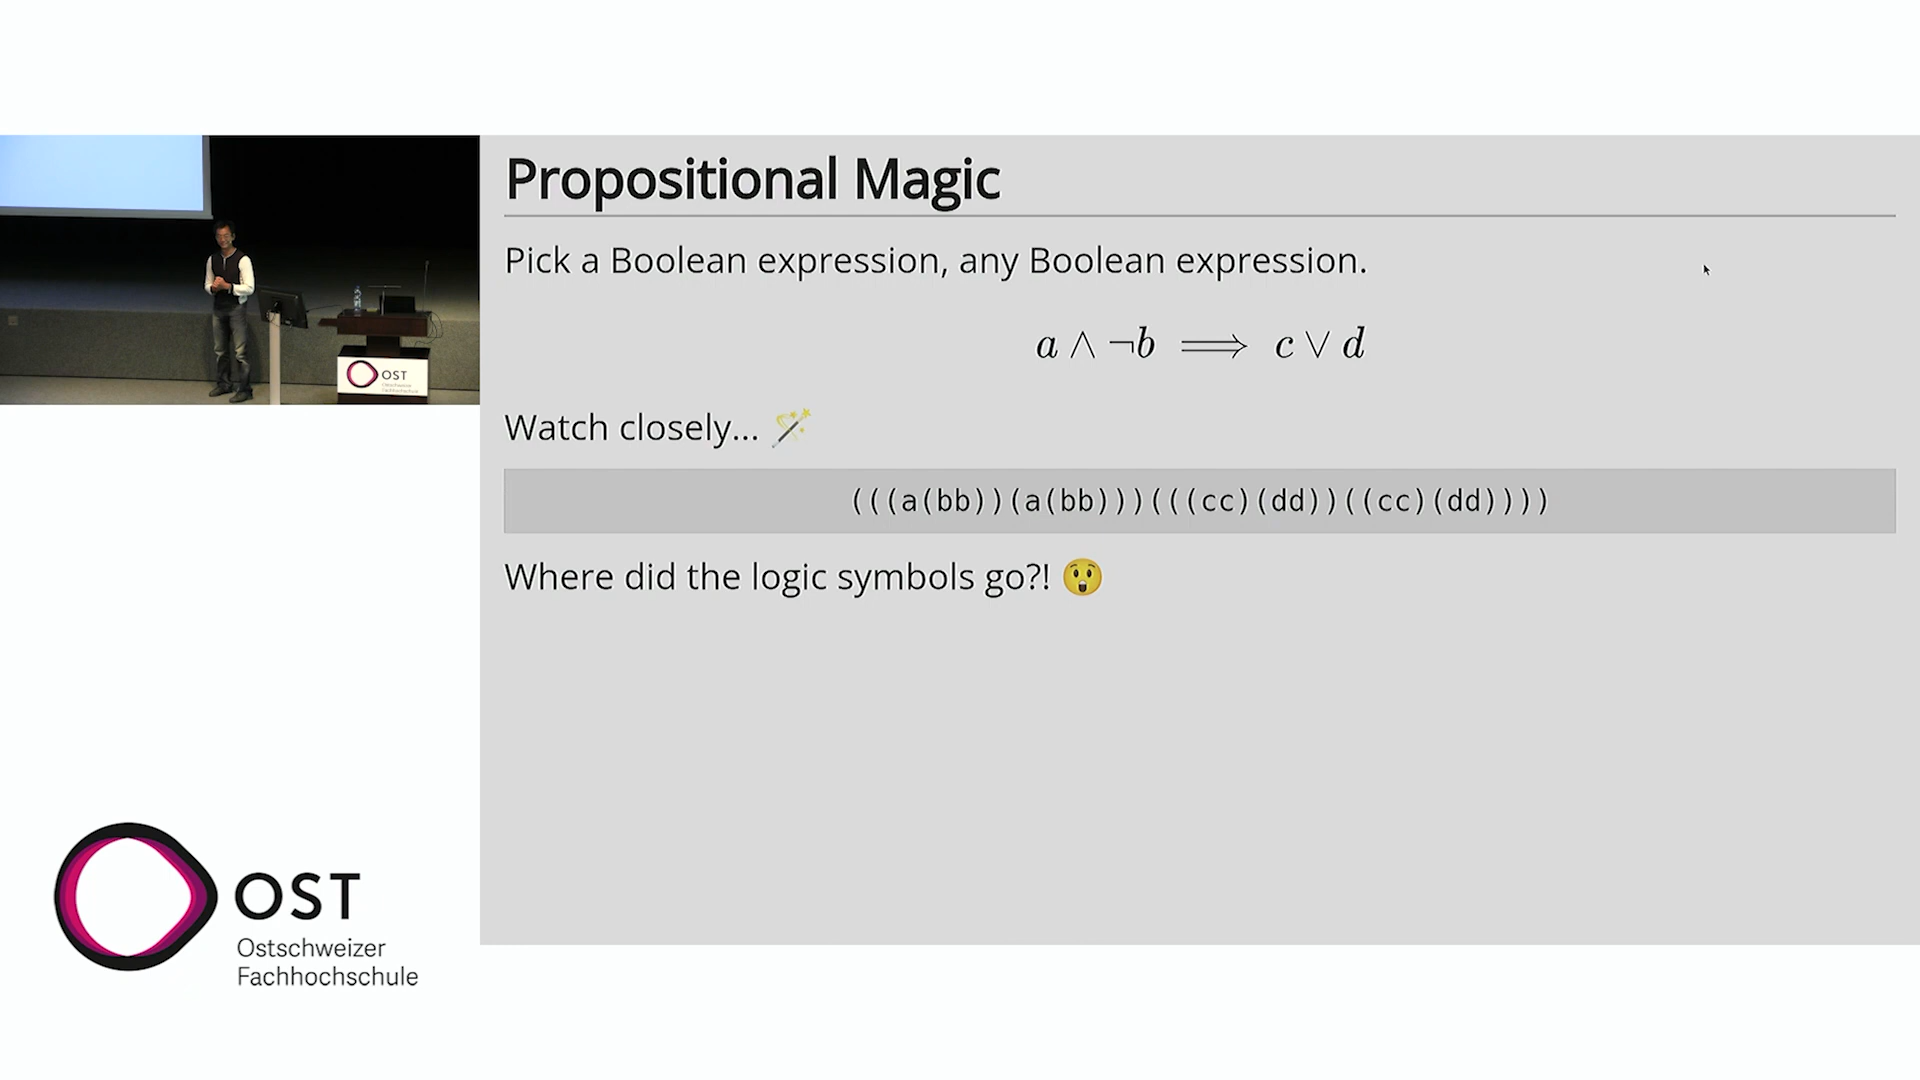 Propositional Magic
Pick a Boolean expression, any Boolean expression.
a ∧ ¬b ⟹ c ∨ d
Watch closely... 🪄
(((a(bb))(a(bb)))(((cc)(dd))((cc)(dd))))
Where did the logic symbols go?! 😲
OST
OST
Ostschweizer
Fachhochschule